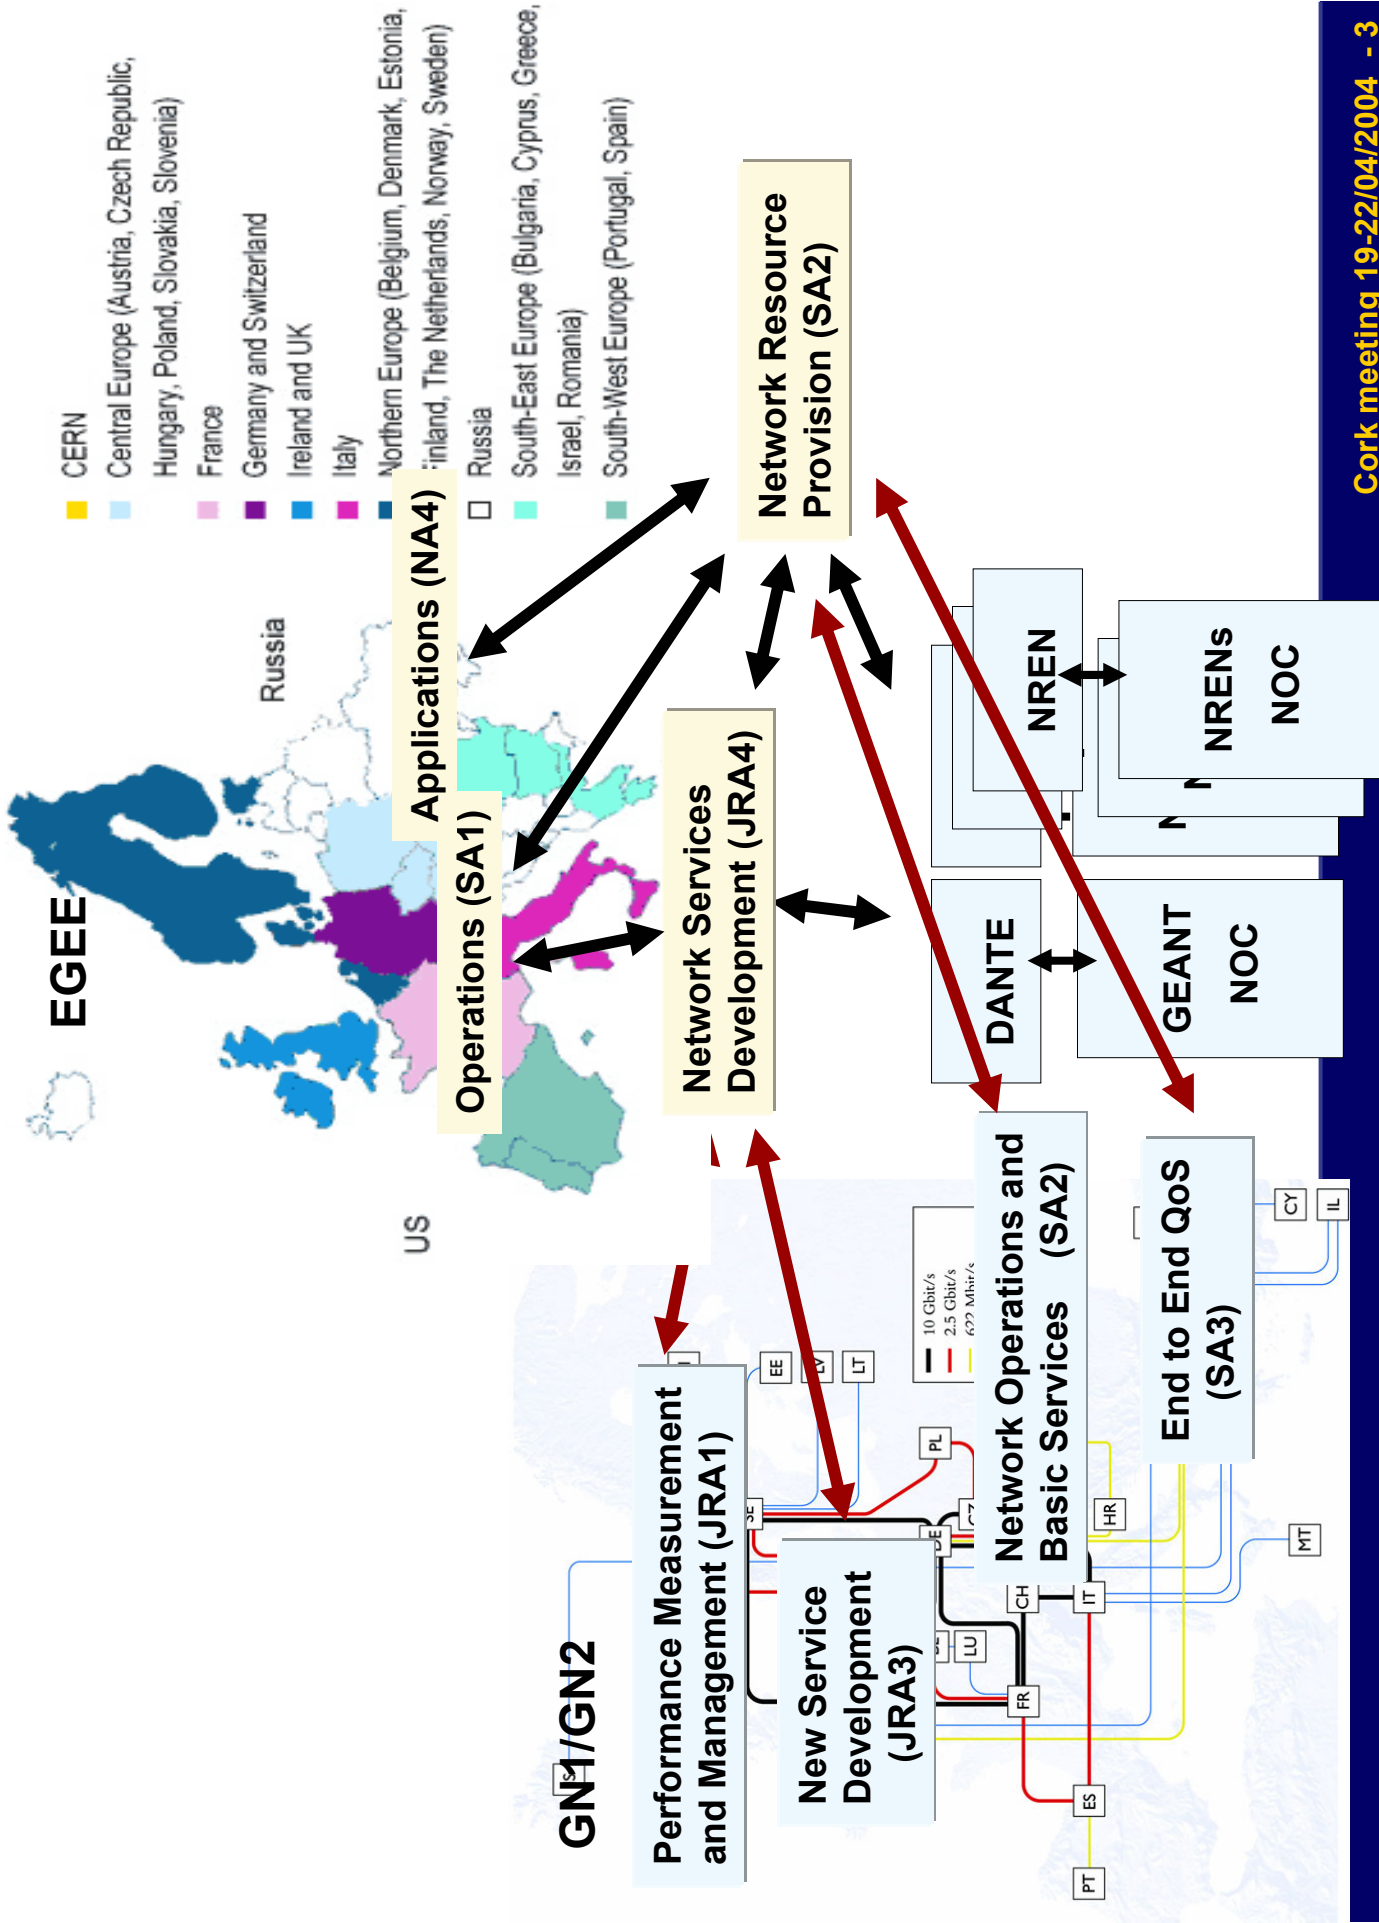 EGEE
US
Russia
CERN
Central Europe (Austria, Czech Republic,
Hungary, Poland, Slovakia, Slovenia)
France
Germany and Switzerland
Ireland and UK
Italy
Northern Europe (Belgium, Denmark, Estonia,
Finland, The Netherlands, Norway, Sweden)
Russia
South-East Europe (Bulgaria, Cyprus, Greece,
Israel, Romania)
South-West Europe (Portugal, Spain)
Applications (NA4)
Operations (SA1)
GN1/GN2
Performance Measurement
and Management (JRA1)
Network Services
Development (JRA4)
Network Resource
Provision (SA2)
New Service
Development
(JRA3)
EE
LV
LT
SE
10 Gbit/s
2.5 Gbit/s
622 Mbit/s
PL
DE
CZ
LU
FR
CH
IT
HR
ES
PT
MT
CY
IL
Network Operations and
Basic Services (SA2)
End to End QoS
(SA3)
DANTE
NREN
GEANT
NOC
NRENs
NOC
N
N
Cork meeting 19-22/04/2004 - 3